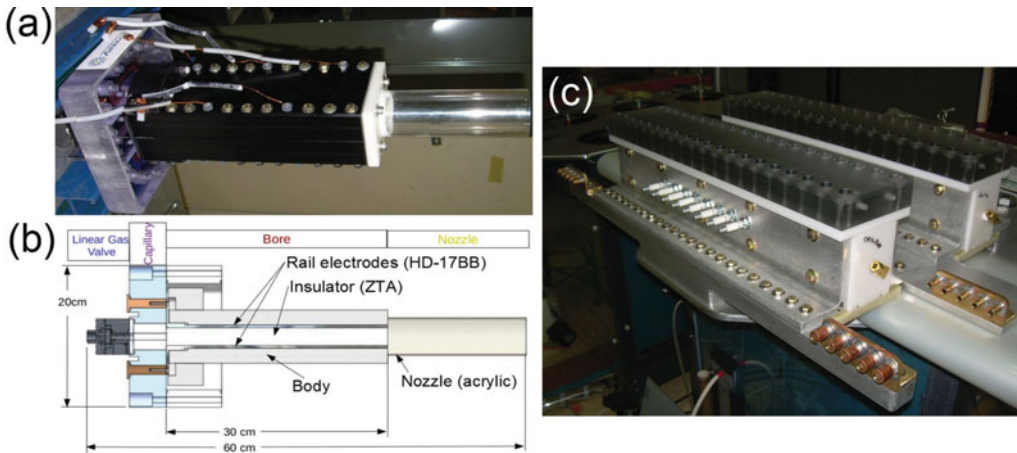 (a)
(b)
Linear Gas
Valve
Capillary
Bore
Nozzle
Rail electrodes (HD-17BB)
Insulator (ZTA)
20cm
Body
Nozzle (acrylic)
30 cm
60 cm
(c)